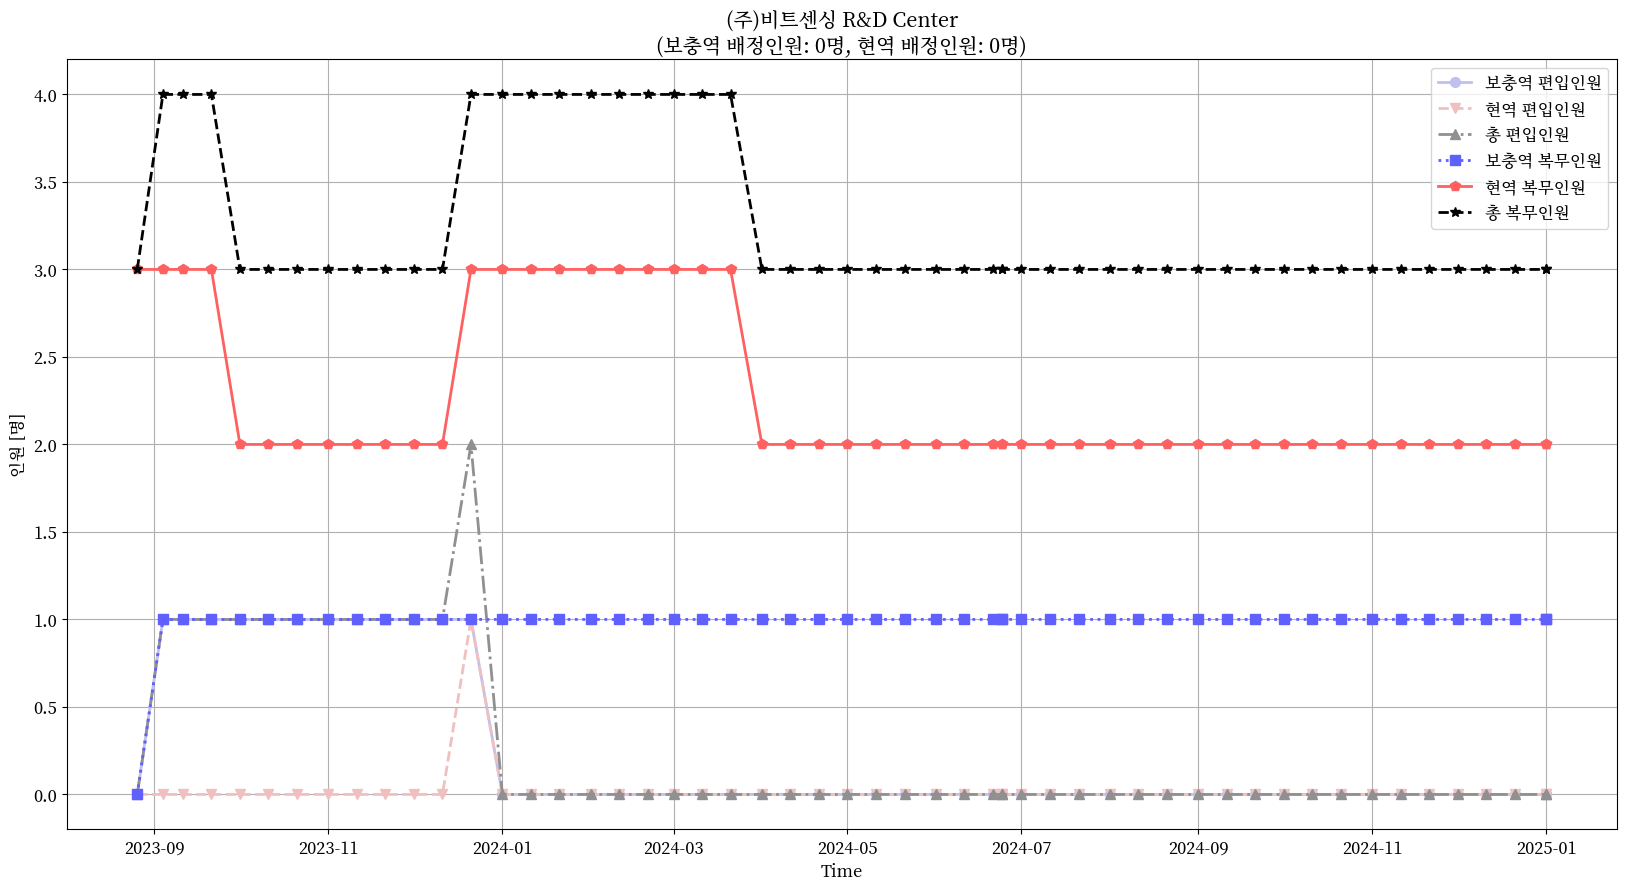 (주)비트센싱 R&D Center
(보충역 배정인원: 0명, 현역 배정인원: 0명)
보충역 편입인원
현역 편입인원
총 편입인원
보충역 복무인원
현역 복무인원
총 복무인원
인원 [명]
4.0
3.5
3.0
2.5
2.0
1.5
1.0
0.5
0.0
2023-09 2023-11 2024-01 2024-03 2024-05 2024-07 2024-09 2024-11 2025-01
Time